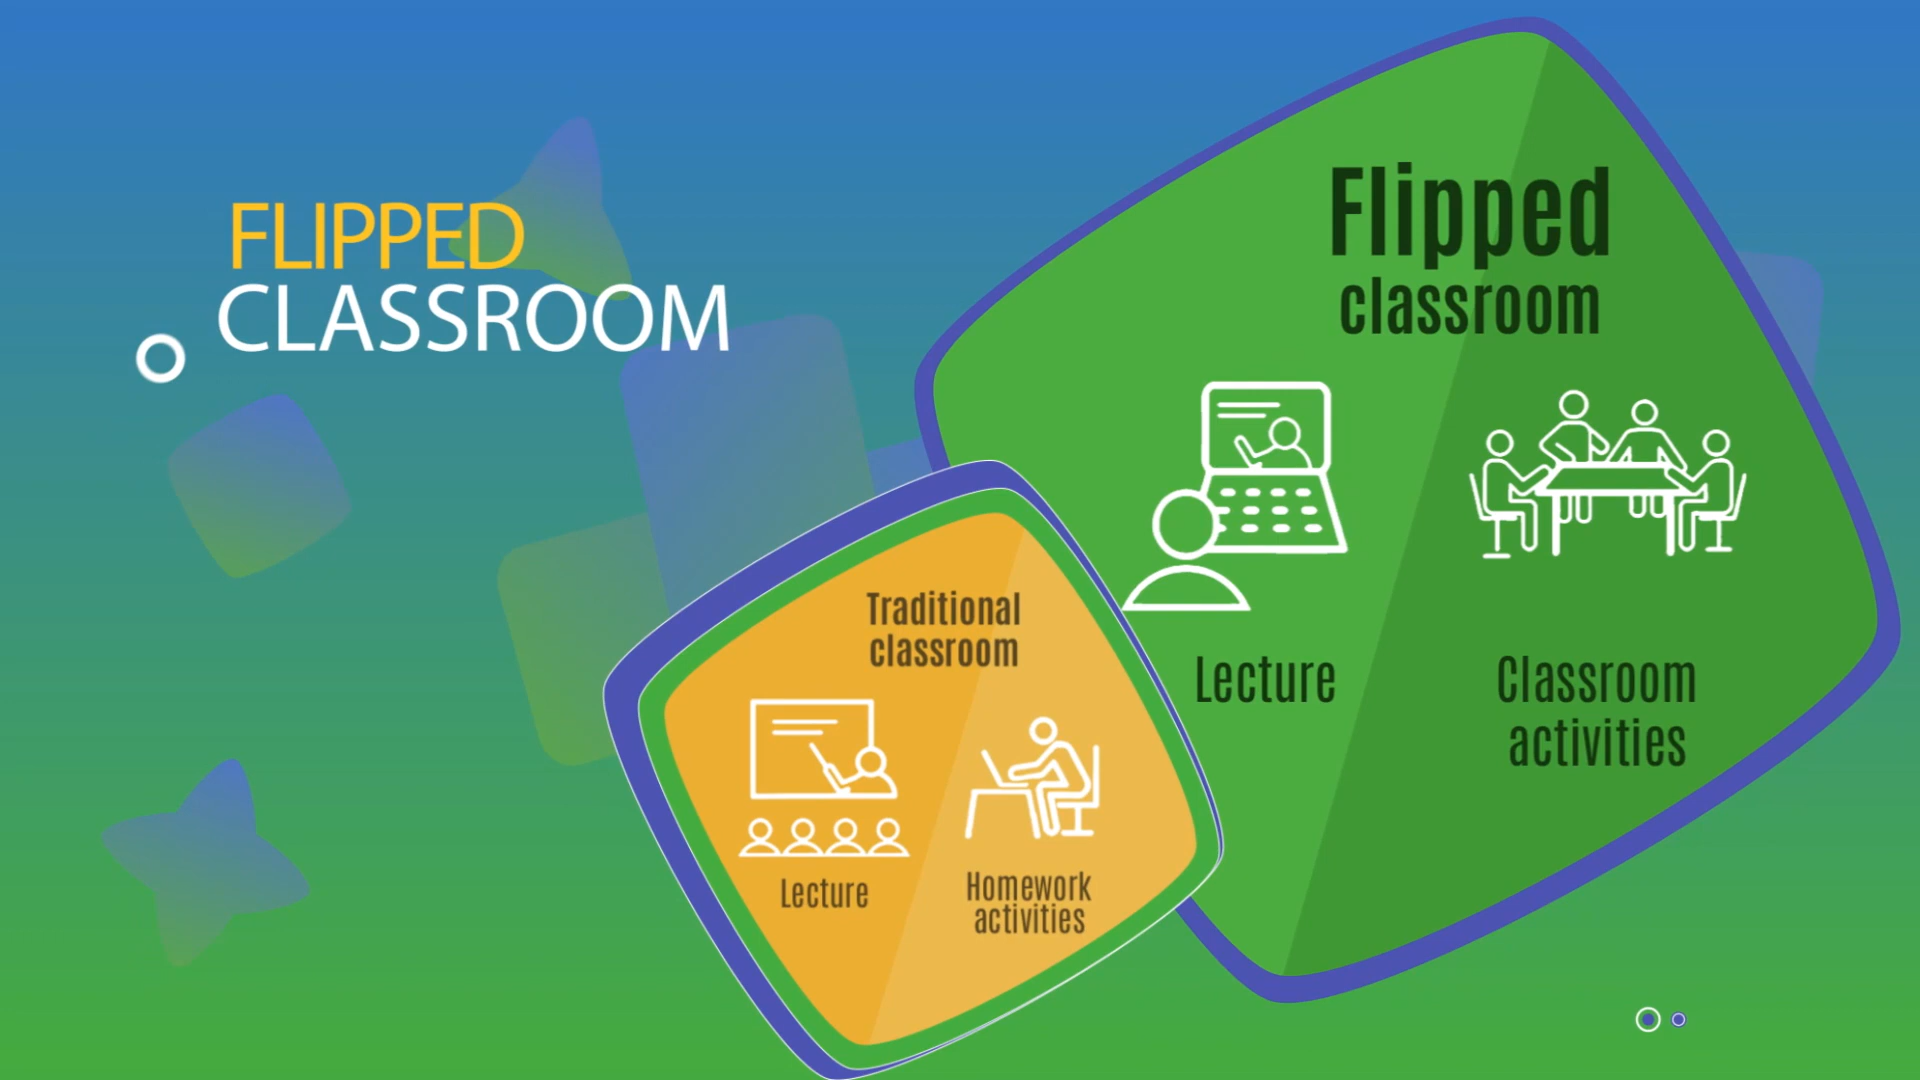 FLIPPED
CLASSROOM
Flipped
classroom
Lecture
Classroom
activities
Traditional
classroom
Lecture
Homework
activities